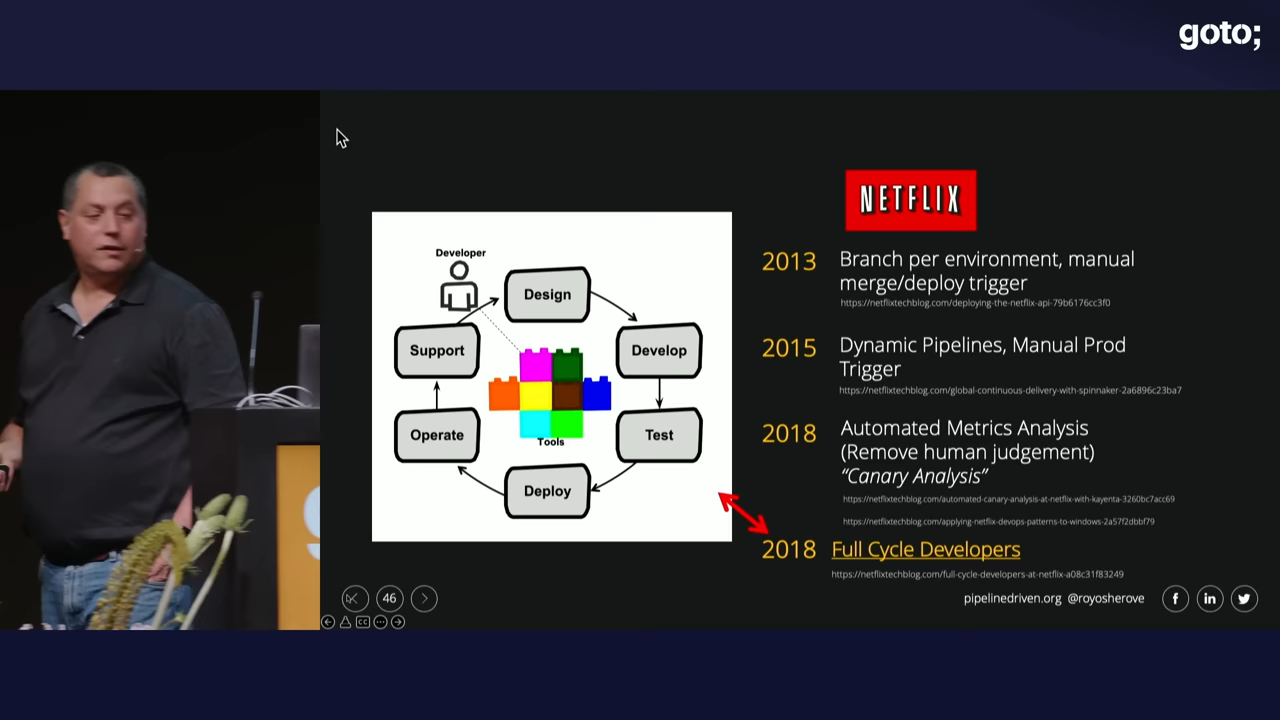 goto;
NETFLIX
Developer
Design
Support
Develop
Operate
Test
Tools
Deploy
2013
Branch per environment, manual
merge/deploy trigger
https://netflixtechblog.com/deploying-the-netflix-api-79b6176cc3f0
2015
Dynamic Pipelines, Manual Prod
Trigger
https://netflixtechblog.com/global-continuous-delivery-with-spinnaker-2a6896c23ba7
2018
Automated Metrics Analysis
(Remove human judgement)
“Canary Analysis”
https://netflixtechblog.com/automated-canary-analysis-at-netflix-with-kayenta-3260bc7acc69
https://netflixtechblog.com/applying-netflix-devops-patterns-to-windows-2a57f2dbbf79
2018
Full Cycle Developers
https://netflixtechblog.com/full-cycle-developers-at-netflix-a08c31f83249
46
pipelinedriven.org @royosherove
f
in
CC